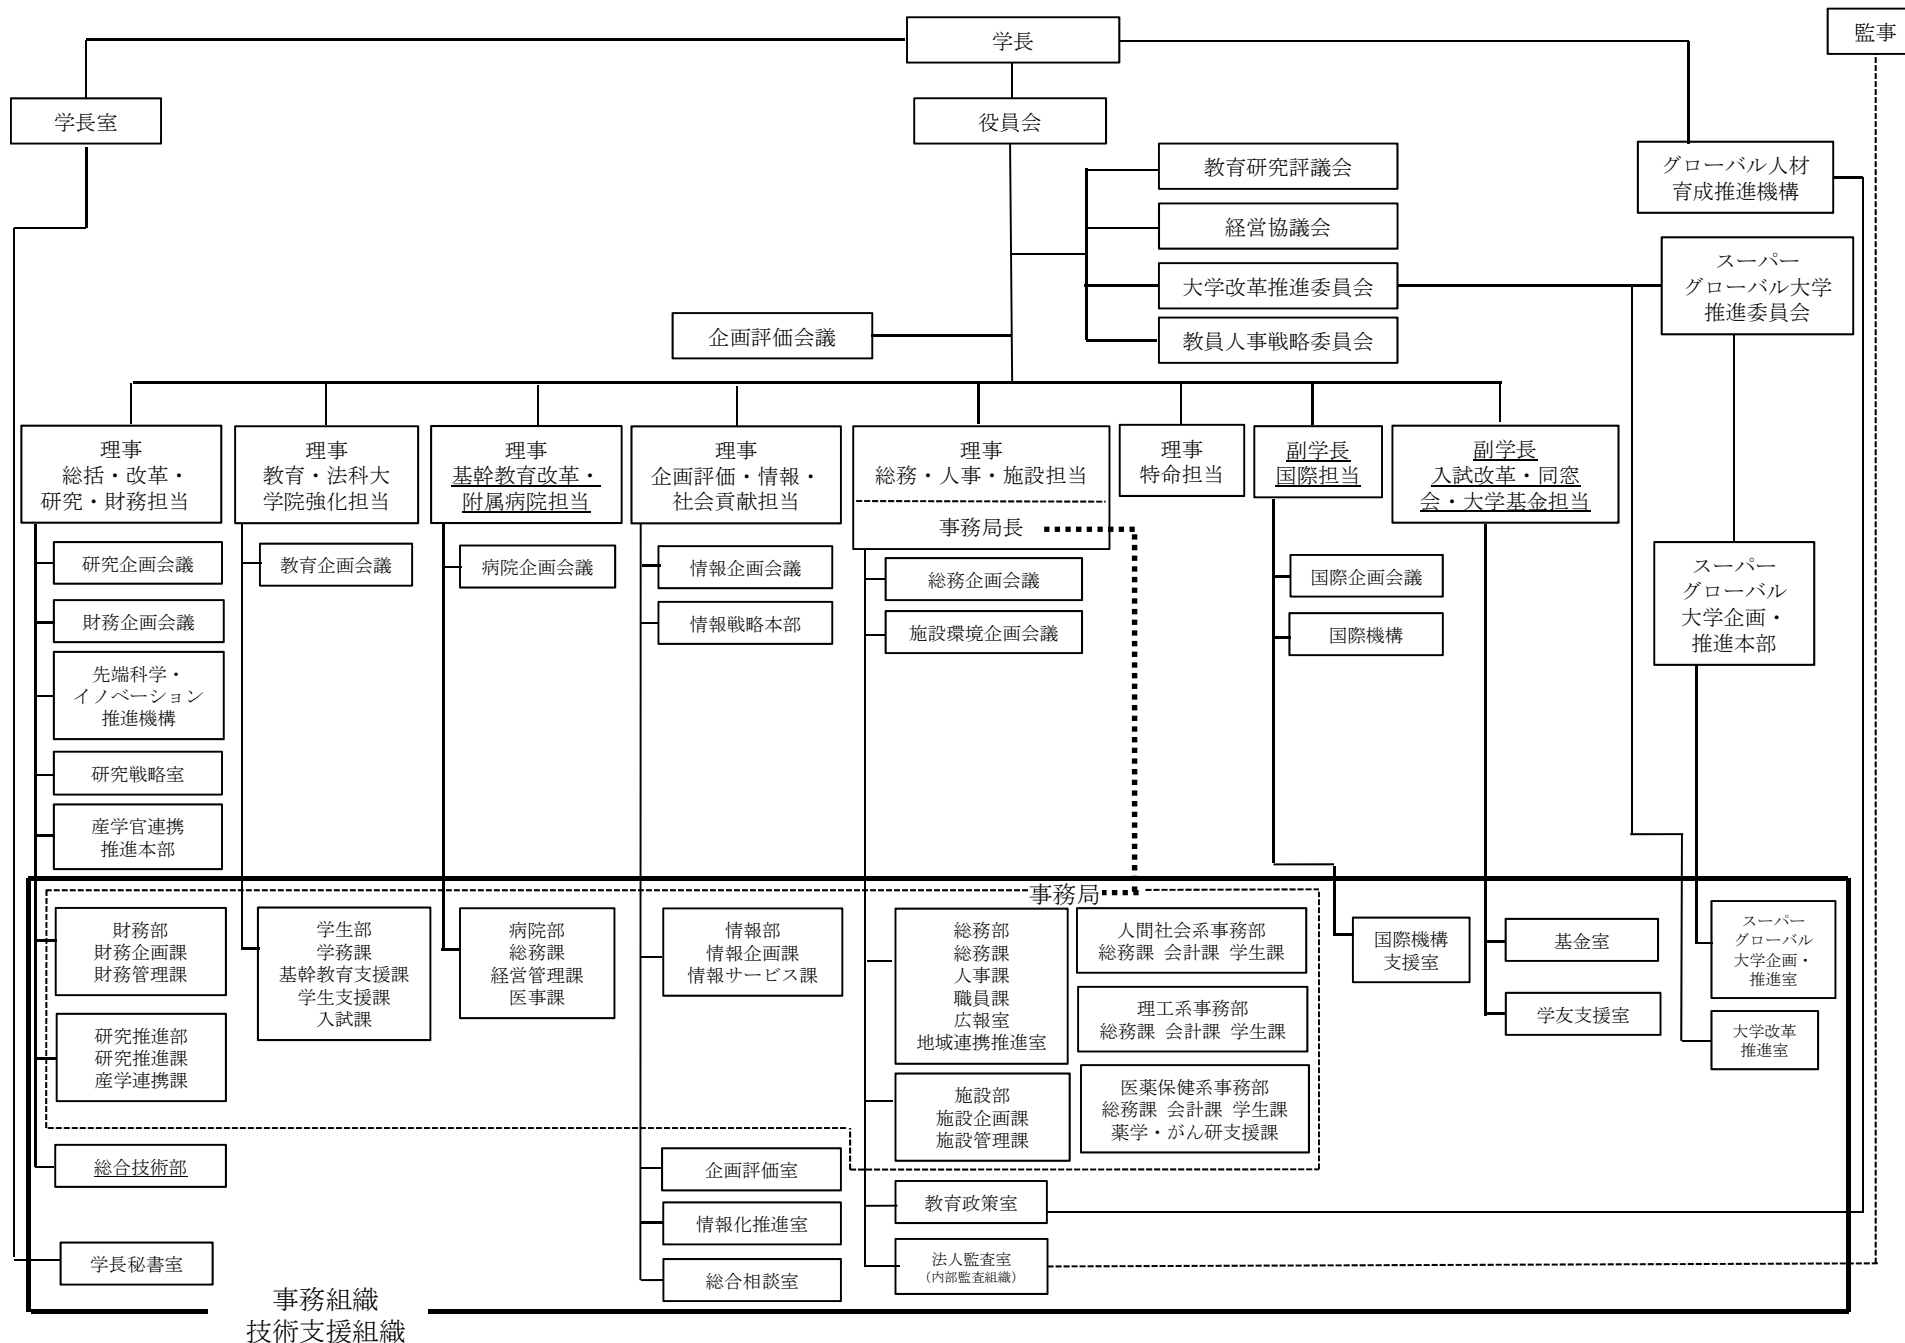 学長
監事
学長室
役員会
教育研究評議会
グローバル人材
育成推進機構
経営協議会
大学改革推進委員会
スーパー
グローバル大学
推進委員会
企画評価会議
教員人事戦略委員会
理事
総括・改革・
研究・財務担当
理事
教育・法科大
学院強化担当
理事
基幹教育改革・
附属病院担当
理事
企画評価・情報・
社会貢献担当
理事
総務・人事・施設担当
事務局長
理事
特命担当
副学長
国際担当
副学長
入試改革・同窓
会・大学基金担当
研究企画会議
財務企画会議
先端科学・
イノベーション
推進機構
研究戦略室
産学官連携
推進本部
教育企画会議
病院企画会議
情報企画会議
情報戦略本部
総務企画会議
施設環境企画会議
国際企画会議
国際機構
スーパー
グローバル
大学企画・
推進本部
事務局
財務部
財務企画課
財務管理課
研究推進部
研究推進課
産学連携課
総合技術部
学長秘書室
学生部
学務課
基幹教育支援課
学生支援課
入試課
病院部
総務課
経営管理課
医事課
情報部
情報企画課
情報サービス課
企画評価室
情報化推進室
総合相談室
総務部
総務課
人事課
職員課
広報室
地域連携推進室
施設部
施設企画課
施設管理課
教育政策室
法人監査室
(内部監査組織)
人間社会系事務部
総務課 会計課 学生課
理工系事務部
総務課 会計課 学生課
医薬保健系事務部
総務課 会計課 学生課
薬学・がん研支援課
国際機構
支援室
基金室
学友支援室
スーパー
グローバル
大学企画・
推進室
大学改革
推進室
事務組織
技術支援組織